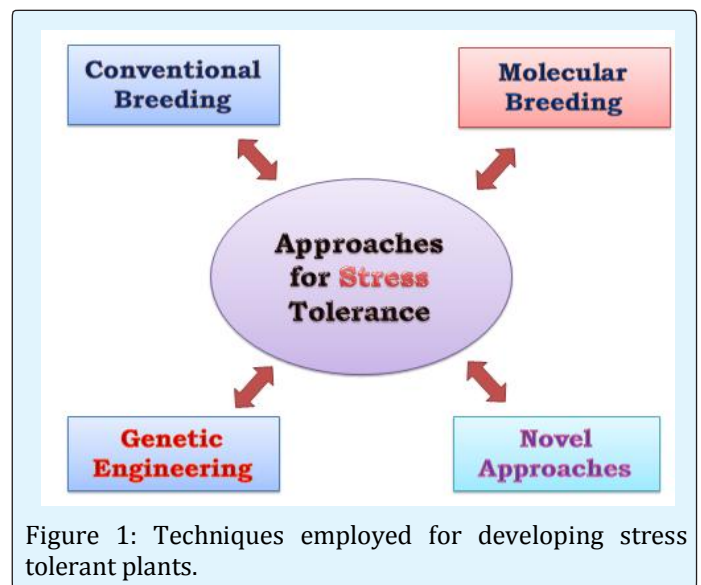 Conventional
Breeding
Molecular
Breeding
Approaches
for Stress
Tolerance
Genetic
Engineering
Novel
Approaches
Figure 1: Techniques employed for developing stress
tolerant plants.